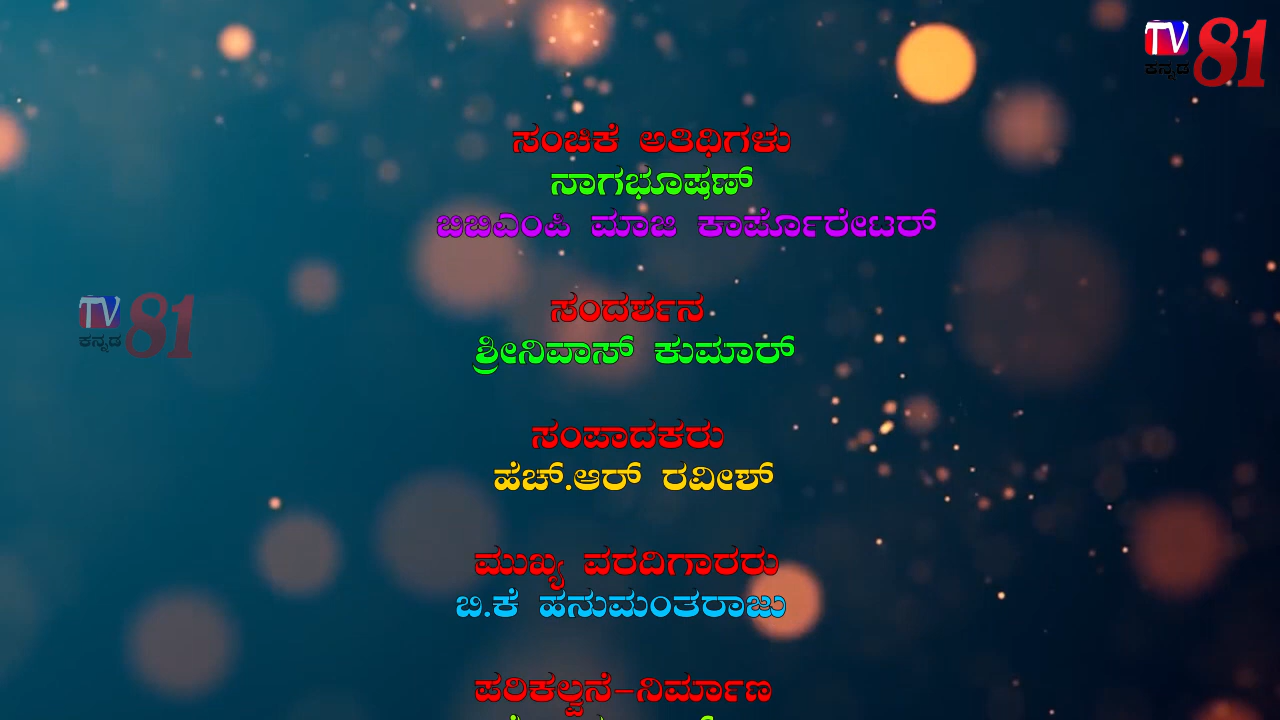 TV 81
ಕನ್ನಡ
ಸಂಚಿಕೆ ಅತಿಥಿಗಳು
ನಾಗಭೂಷಣ್
ಬಿಬಿಎಂಪಿ ಮಾಜಿ ಕಾರ್ಪೊರೇಟರ್
ಸಂದರ್ಶನ
TV 81
ಕನ್ನಡ
ಶ್ರೀನಿವಾಸ್ ಕುಮಾರ್
ಸಂಪಾದಕರು
ಹೆಚ್.ಆರ್ ರವೀಶ್
ಮುಖ್ಯ ವರದಿಗಾರರು
ಬಿ.ಕೆ ಹನುಮಂತರಾಜು
ಪರಿಕಲ್ಪನೆ-ನಿರ್ಮಾಣ